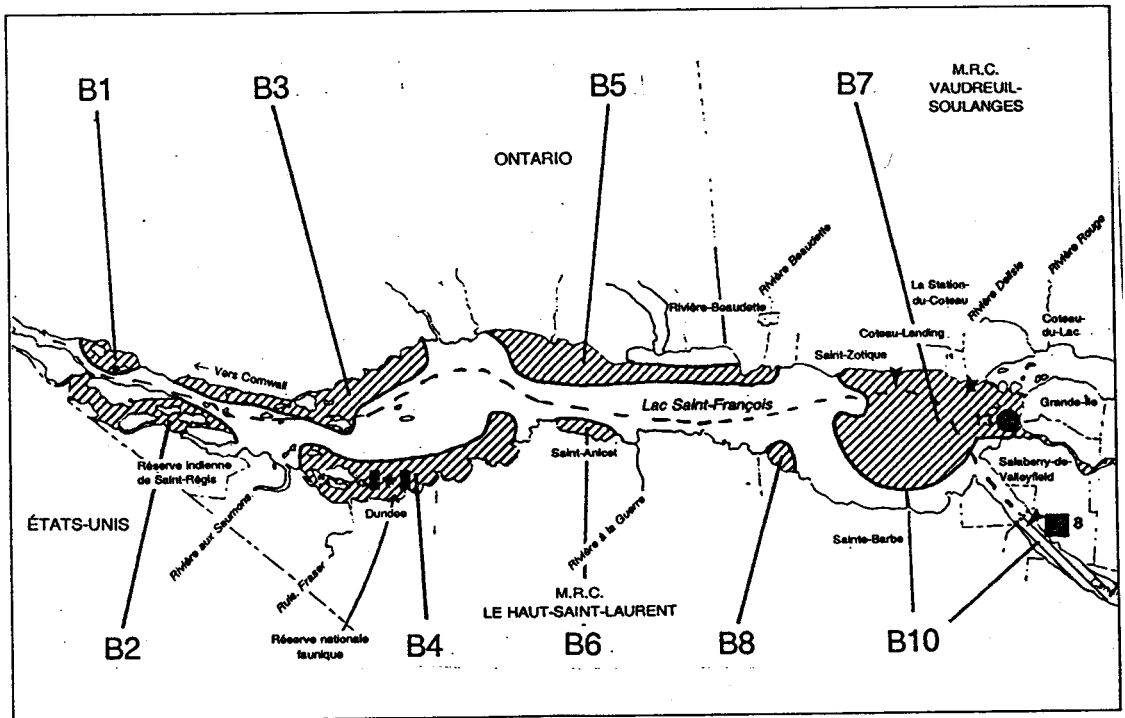 B1
B3
B5
B7
M.R.C.
VAUDREUIL-
SOULANGES
ONTARIO
Rivière Beaudette
Rivière Rouge
La Station-
du-Coteau
Rivière Delisle
Rivière-Beaudette
Coteau-Landing
Coteau-
du-Lac
Saint-Zotique
← Vers Cornwall
Lac Saint-François
Grande-Île
Saint-Anicet
Réserve indienne
de Saint-Régis
Salaberry-de-
Valleyfield
ÉTATS-UNIS
Dundee
8
Rivière aux Saumons
Ruis. Frazer
Rivière à la Guerre
Sainte-Barbe
M.R.C.
LE HAUT-SAINT-LAURENT
Réserve nationale
faunique
B2
B4
B6
B8
B10